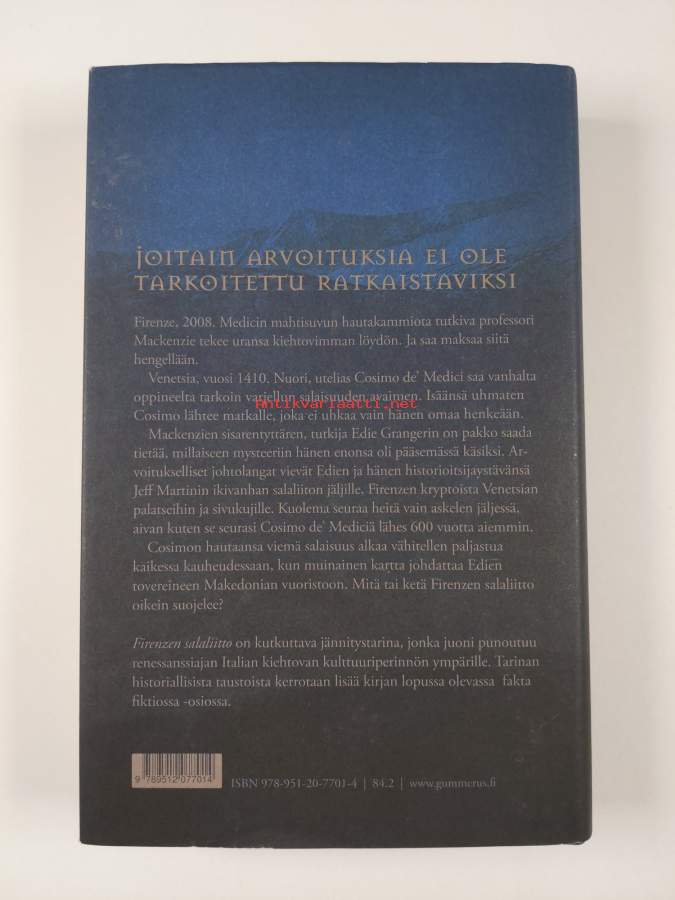 JOITAIN ARVOITUKSIA EI OLE
TARKOITETTU RATKAISTAVIKSI
Firenze, 2008. Medicin mahtisuvun hautakammiota tutkiva professori
Mackenzie tekee uransa kiehtovimman löydön. Ja saa maksaa siitä
hengellään.
Venetsia, vuosi 1410. Nuori, utelias Cosimo de' Medici saa vanhalta
oppineelta tarkoin varjellun salaisuuden avaimen. Isäänsä uhmaten
Antikvariaatti.net
Cosimo lähtee matkalle, joka ei uhkaa vain hänen omaa henkeään.
Mackenzien sisarentyttären, tutkija Edie Grangerin on pakko saada
tietää, millaiseen mysteeriin hänen enonsa oli pääsemässä käsiksi. Ar-
voitukselliset johtolangat vievät Edien ja hänen historioitsijaystävänsä
Jeff Martinin ikivanhan salaliiton jäljille, Firenzen kryptoista Venetsian
palatseihin ja sivukujille. Kuolema seuraa heitä vain askelen jäljessä,
aivan kuten se seurasi Cosimo de' Mediciä lähes 600 vuotta aiemmin.
Cosimon hautaansa viemä salaisuus alkaa vähitellen paljastua
kaikessa kauheudessaan, kun muinainen kartta johdattaa Edien
tovereineen Makedonian vuoristoon. Mitä tai ketä Firenzen salaliitto
oikein suojelee?
Firenzen salaliitto on kutkuttava jännitystarina, jonka juoni punoutuu
renessanssiajan Italian kiehtovan kulttuuriperinnön ympärille. Tarinan
historiallisista taustoista kerrotaan lisää kirjan lopussa olevassa fakta
fiktiossa -osiossa.
9 789512 077014
ISBN 978-951-20-7701-4 | 84.2 | www.gummerus.fi